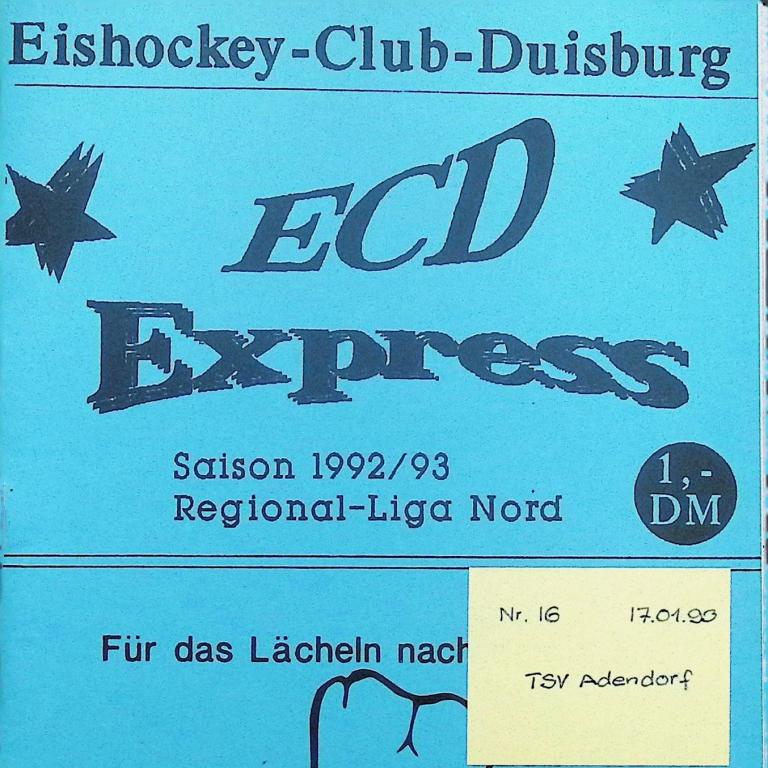 Eishockey-Club-Duisburg
ECD
Express
Saison 1992/93
Regional-Liga Nord
1,-
DM
Für das Lächeln nach
Nr. 16 17.01.93
TSV Adendorf